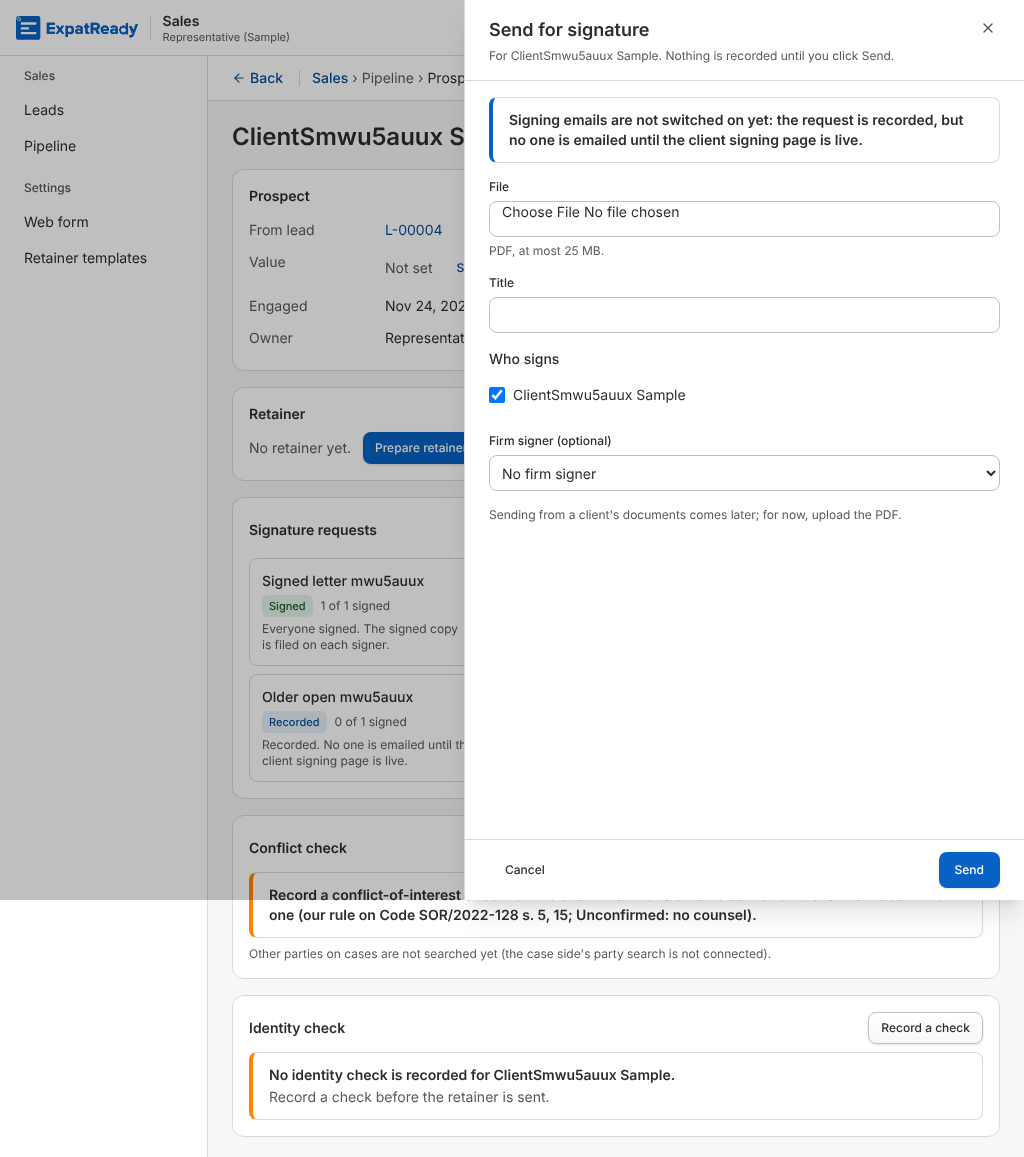 ExpatReady
Sales
Representative (Sample)
Sales
Leads
Pipeline
Settings
Web form
Retainer templates
← Back
Sales › Pipeline › Prosp
ClientSmwu5auux S
Prospect
From lead L-00004
Value Not set S
Engaged Nov 24, 202
Owner Representat
Retainer
No retainer yet. Prepare retainer
Signature requests
Signed letter mwu5auux
Signed 1 of 1 signed
Everyone signed. The signed copy
is filed on each signer.
Older open mwu5auux
Recorded 0 of 1 signed
Recorded. No one is emailed until th
client signing page is live.
Conflict check
Record a conflict-of-interest
one (our rule on Code SOR/2022-128 s. 5, 15; Unconfirmed: no counsel).
Other parties on cases are not searched yet (the case side's party search is not connected).
Identity check
Record a check
No identity check is recorded for ClientSmwu5auux Sample.
Record a check before the retainer is sent.
Send for signature
For ClientSmwu5auux Sample. Nothing is recorded until you click Send.
Signing emails are not switched on yet: the request is recorded, but
no one is emailed until the client signing page is live.
File
Choose File No file chosen
PDF, at most 25 MB.
Title
Who signs
ClientSmwu5auux Sample
Firm signer (optional)
No firm signer
Sending from a client's documents comes later; for now, upload the PDF.
Cancel
Send